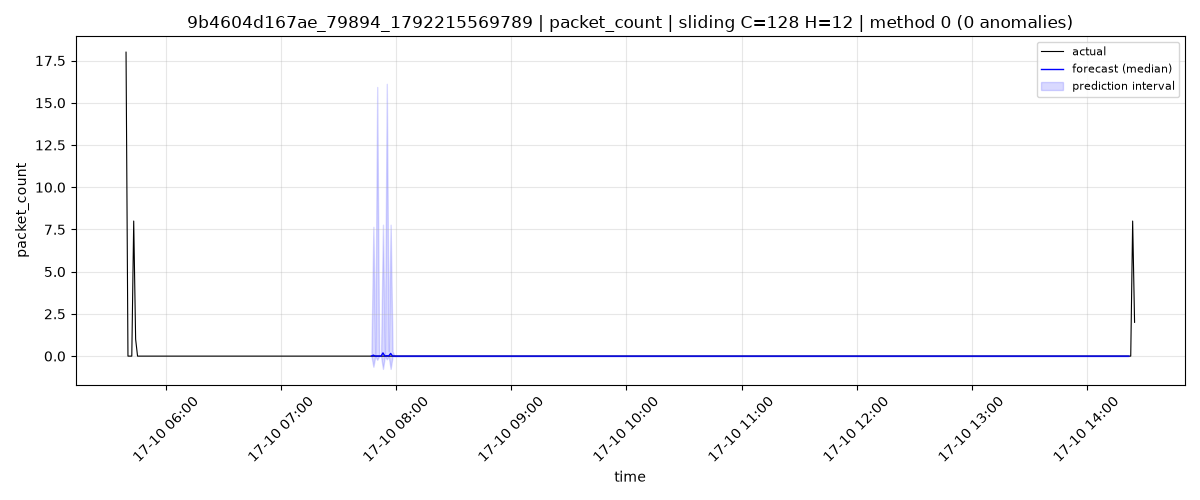 9b4604d167ae_79894_1792215569789 | packet_count | sliding C=128 H=12 | method 0 (0 anomalies)
actual
forecast (median)
prediction interval
packet_count
17.5
15.0
12.5
10.0
7.5
5.0
2.5
0.0
17-10 06:00
17-10 07:00
17-10 08:00
17-10 09:00
17-10 10:00
17-10 11:00
17-10 12:00
17-10 13:00
17-10 14:00
time